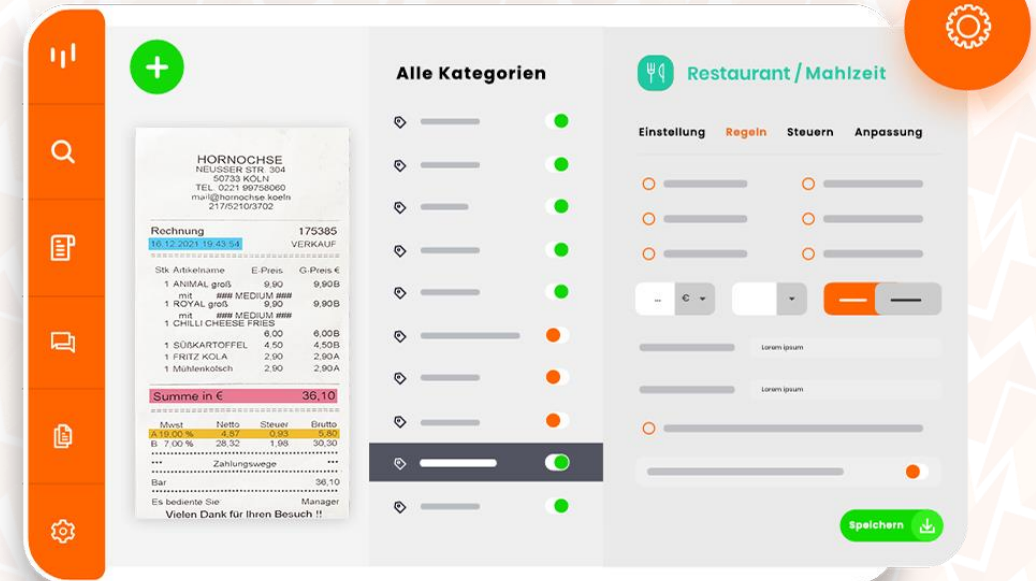 HORNOCHSE
NEUSSER STR. 304
50733 KÖLN
TEL. 0221 99758060
mail@hornochse.koeln
217/5210/3702
Rechnung 175385
16.12.2021 19:43:54 VERKAUF
Stk Artikelname E-Preis G-Preis €
1 ANIMAL groß 9,90 9,90B
mit ### MEDIUM ###
1 ROYAL groß 9,90 9,90B
mit ### MEDIUM ###
1 CHILLI CHEESE FRIES
6,00 6,00B
1 SÜßKARTOFFEL 4,50 4,50B
1 FRITZ KOLA 2,90 2,90A
1 Mühlenkölsch 2,90 2,90A
Summe in € 36,10
Mwst Netto Steuer Brutto
A 19.00 % 4,87 0,93 5,80
B 7.00 % 28,32 1,98 30,30
*** Zahlungswege ***
Bar 36,10
Es bediente Sie Manager
Vielen Dank für Ihren Besuch !!
Alle Kategorien
Restaurant / Mahlzeit
Einstellung Regeln Steuern Anpassung
... €
Lorem ipsum
Lorem ipsum
Speichern